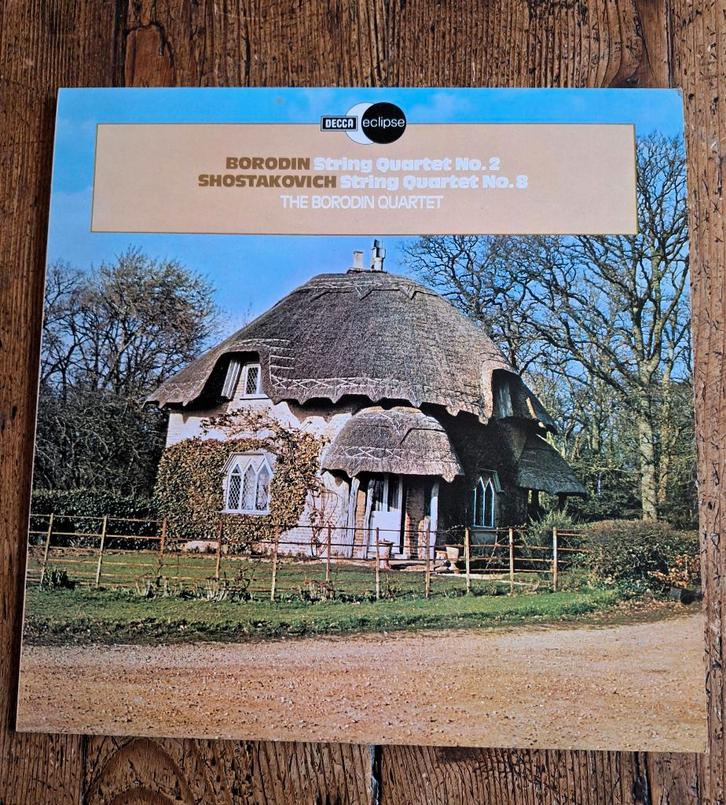 DECCA eclipse
BORODIN String Quartet No. 2
SHOSTAKOVICH String Quartet No. 8
THE BORODIN QUARTET